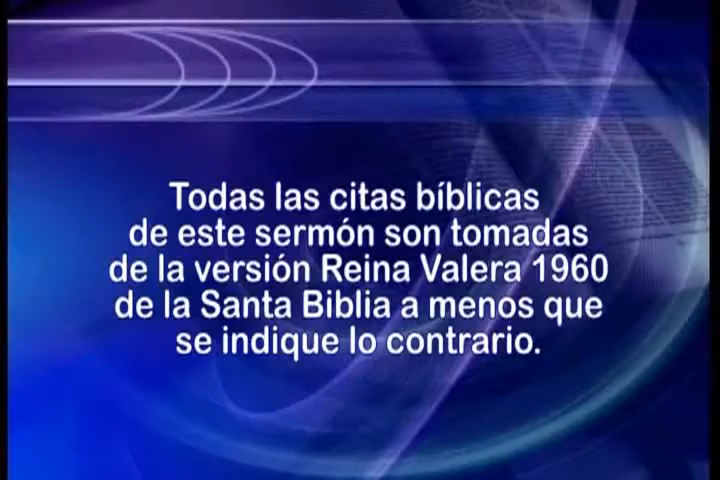 Todas las citas bíblicas
de este sermón son tomadas
de la versión Reina Valera 1960
de la Santa Biblia a menos que
se indique lo contrario.